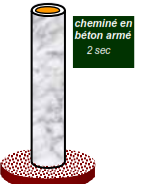 cheminé en
béton armé
2 sec